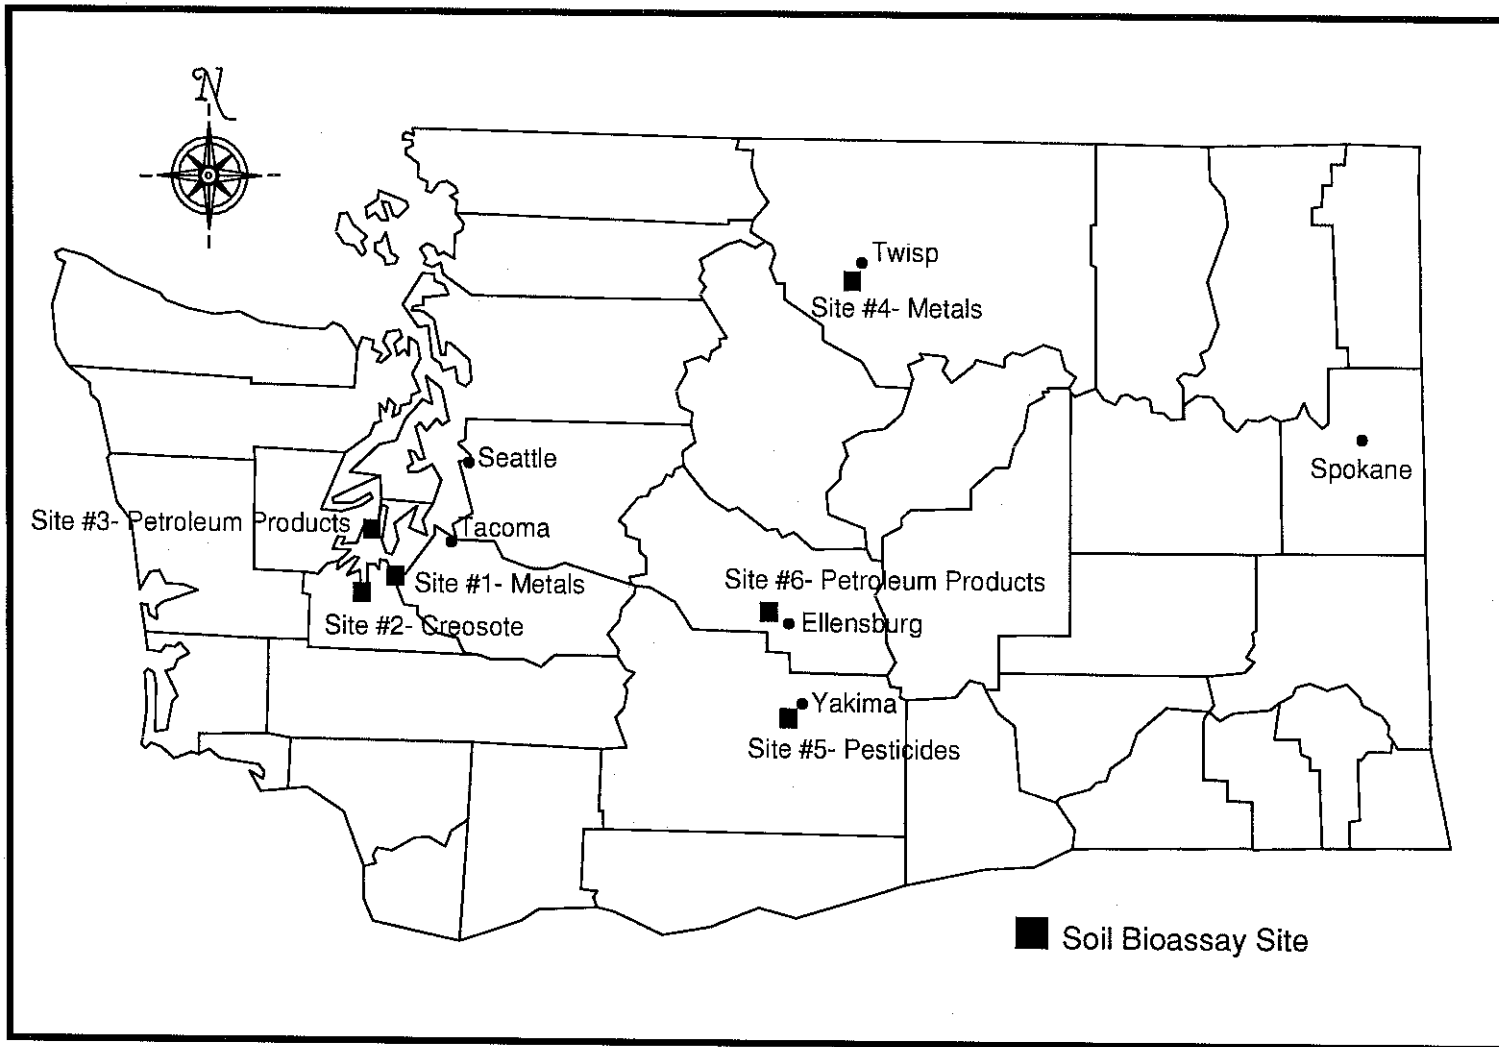 N
Twisp
Site #4- Metals
Seattle
Spokane
Site #3- Petroleum Products
Tacoma
Site #1- Metals
Site #6- Petroleum Products
Site #2- Creosote
Ellensburg
Yakima
Site #5- Pesticides
Soil Bioassay Site